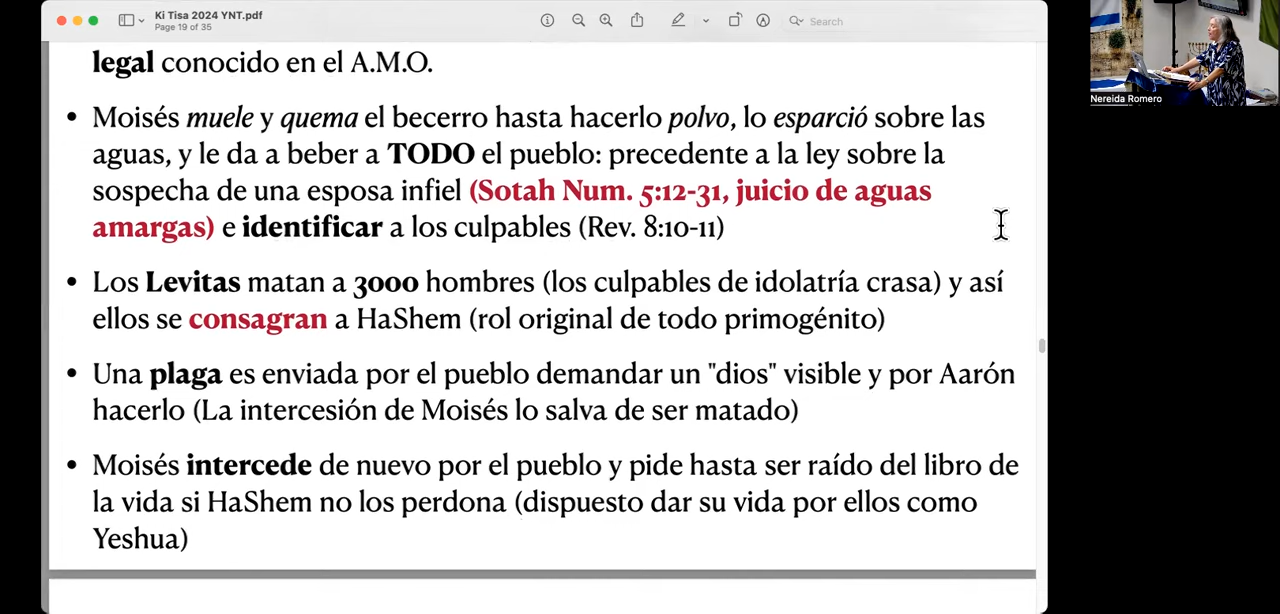 Ki Tisa 2024 YNT.pdf
Page 19 of 35
Search
Nereida Romero
legal conocido en el A.M.O.
• Moisés muele y quema el becerro hasta hacerlo polvo, lo esparció sobre las
aguas, y le da a beber a TODO el pueblo: precedente a la ley sobre la
sospecha de una esposa infiel (Sotah Num. 5:12-31, juicio de aguas
amargas) e identificar a los culpables (Rev. 8:10-11)
• Los Levitas matan a 3000 hombres (los culpables de idolatría crasa) y así
ellos se consagran a HaShem (rol original de todo primogénito)
• Una plaga es enviada por el pueblo demandar un "dios" visible y por Aarón
hacerlo (La intercesión de Moisés lo salva de ser matado)
• Moisés intercede de nuevo por el pueblo y pide hasta ser raído del libro de
la vida si HaShem no los perdona (dispuesto dar su vida por ellos como
Yeshua)